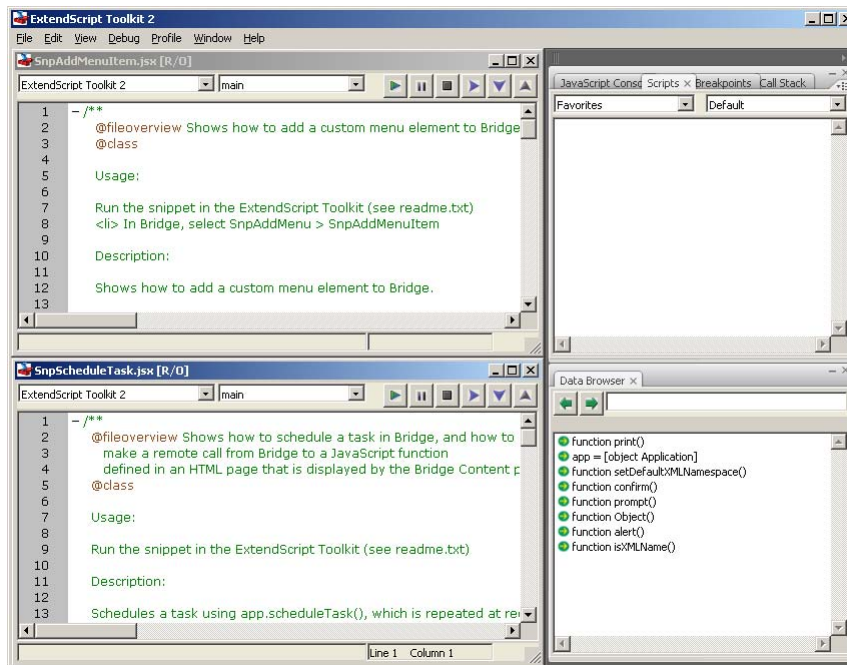 ExtendScript Toolkit 2
File Edit View Debug Profile Window Help
SnpAddMenuItem.jsx [R/O]
ExtendScript Toolkit 2 main
1 - /**
2 @fileoverview Shows how to add a custom menu element to Bridge
3 @class
4
5 Usage:
6
7 Run the snippet in the ExtendScript Toolkit (see readme.txt)
8 <li> In Bridge, select SnpAddMenu > SnpAddMenuItem
9
10 Description:
11
12 Shows how to add a custom menu element to Bridge.
13
JavaScript Consc Scripts × Breakpoints Call Stack
Favorites Default
SnpScheduleTask.jsx [R/O]
ExtendScript Toolkit 2 main
1 - /**
2 @fileoverview Shows how to schedule a task in Bridge, and how to
3 make a remote call from Bridge to a JavaScript function
4 defined in an HTML page that is displayed by the Bridge Content p
5 @class
6
7 Usage:
8
9 Run the snippet in the ExtendScript Toolkit (see readme.txt)
10
11 Description:
12
13 Schedules a task using app.scheduleTask(), which is repeated at re
Line 1 Column 1
Data Browser ×
function print()
app = [object Application]
function setDefaultXMLNamespace()
function confirm()
function prompt()
function Object()
function alert()
function isXMLName()